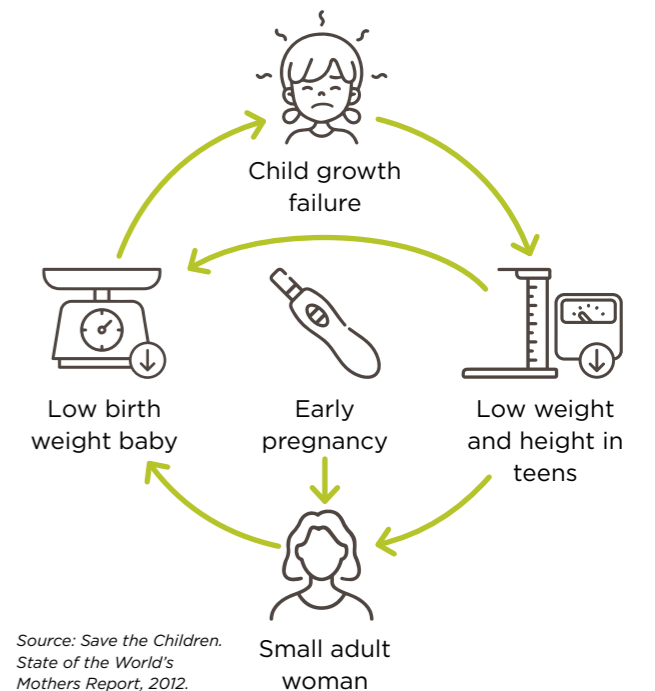 Child growth
failure
Low birth
weight baby
Early
pregnancy
Low weight
and height in
teens
Small adult
woman
Source: Save the Children.
State of the World’s
Mothers Report, 2012.